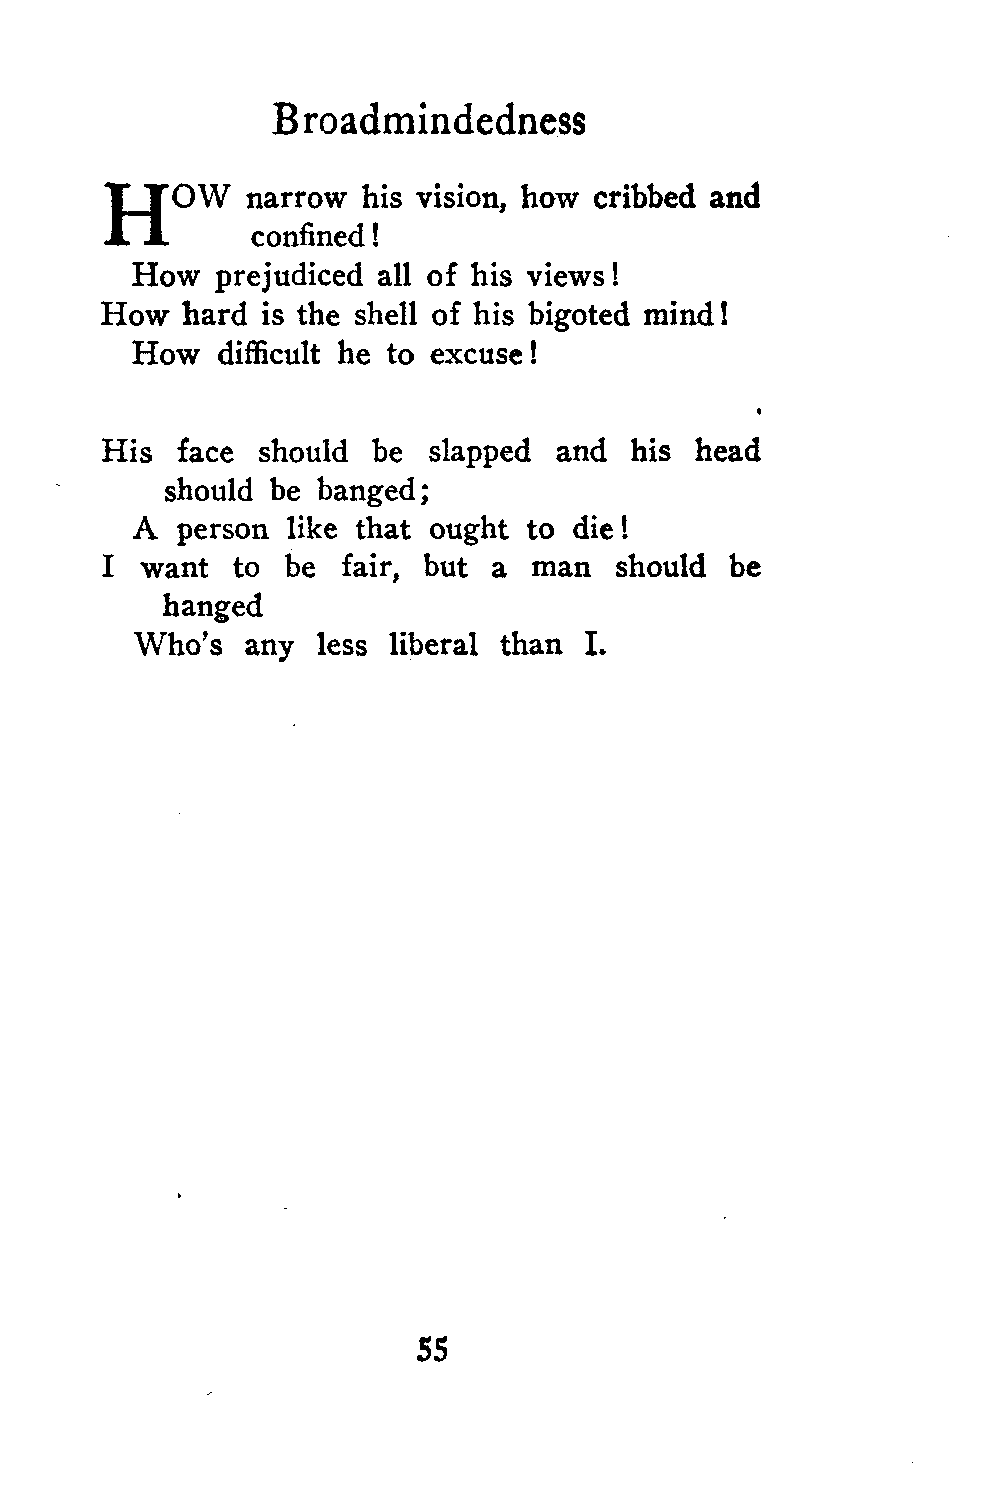 Broadmindedness
HOW narrow his vision, how cribbed and
confined!
How prejudiced all of his views!
How hard is the shell of his bigoted mind!
How difficult he to excuse!
His face should be slapped and his head
should be banged;
A person like that ought to die!
I want to be fair, but a man should be
hanged
Who's any less liberal than I.
55